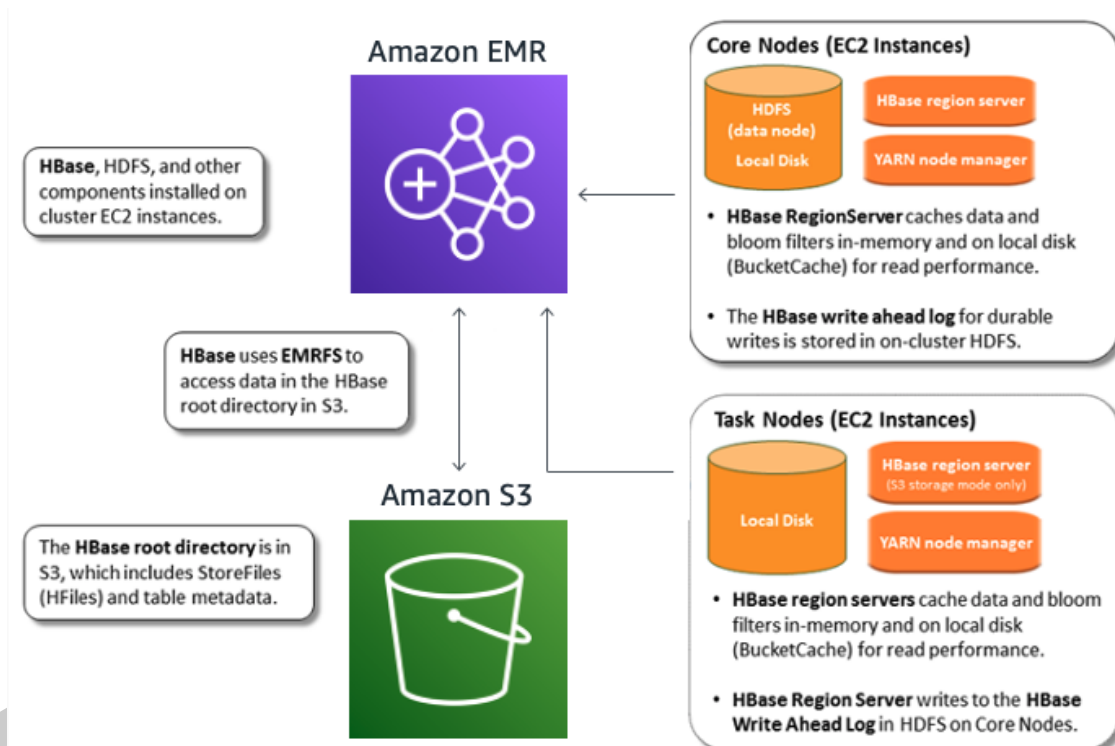 Amazon EMR
HBase, HDFS, and other
components installed on
cluster EC2 instances.
HBase uses EMRFS to
access data in the HBase
root directory in S3.
Amazon S3
The HBase root directory is in
S3, which includes StoreFiles
(HFiles) and table metadata.
Core Nodes (EC2 Instances)
HDFS
(data node)
Local Disk
HBase region server
YARN node manager
• HBase RegionServer caches data and
bloom filters in-memory and on local disk
(BucketCache) for read performance.
• The HBase write ahead log for durable
writes is stored in on-cluster HDFS.
Task Nodes (EC2 Instances)
Local Disk
HBase region server
(S3 storage mode only)
YARN node manager
• HBase region servers cache data and bloom
filters in-memory and on local disk
(BucketCache) for read performance.
• HBase Region Server writes to the HBase
Write Ahead Log in HDFS on Core Nodes.